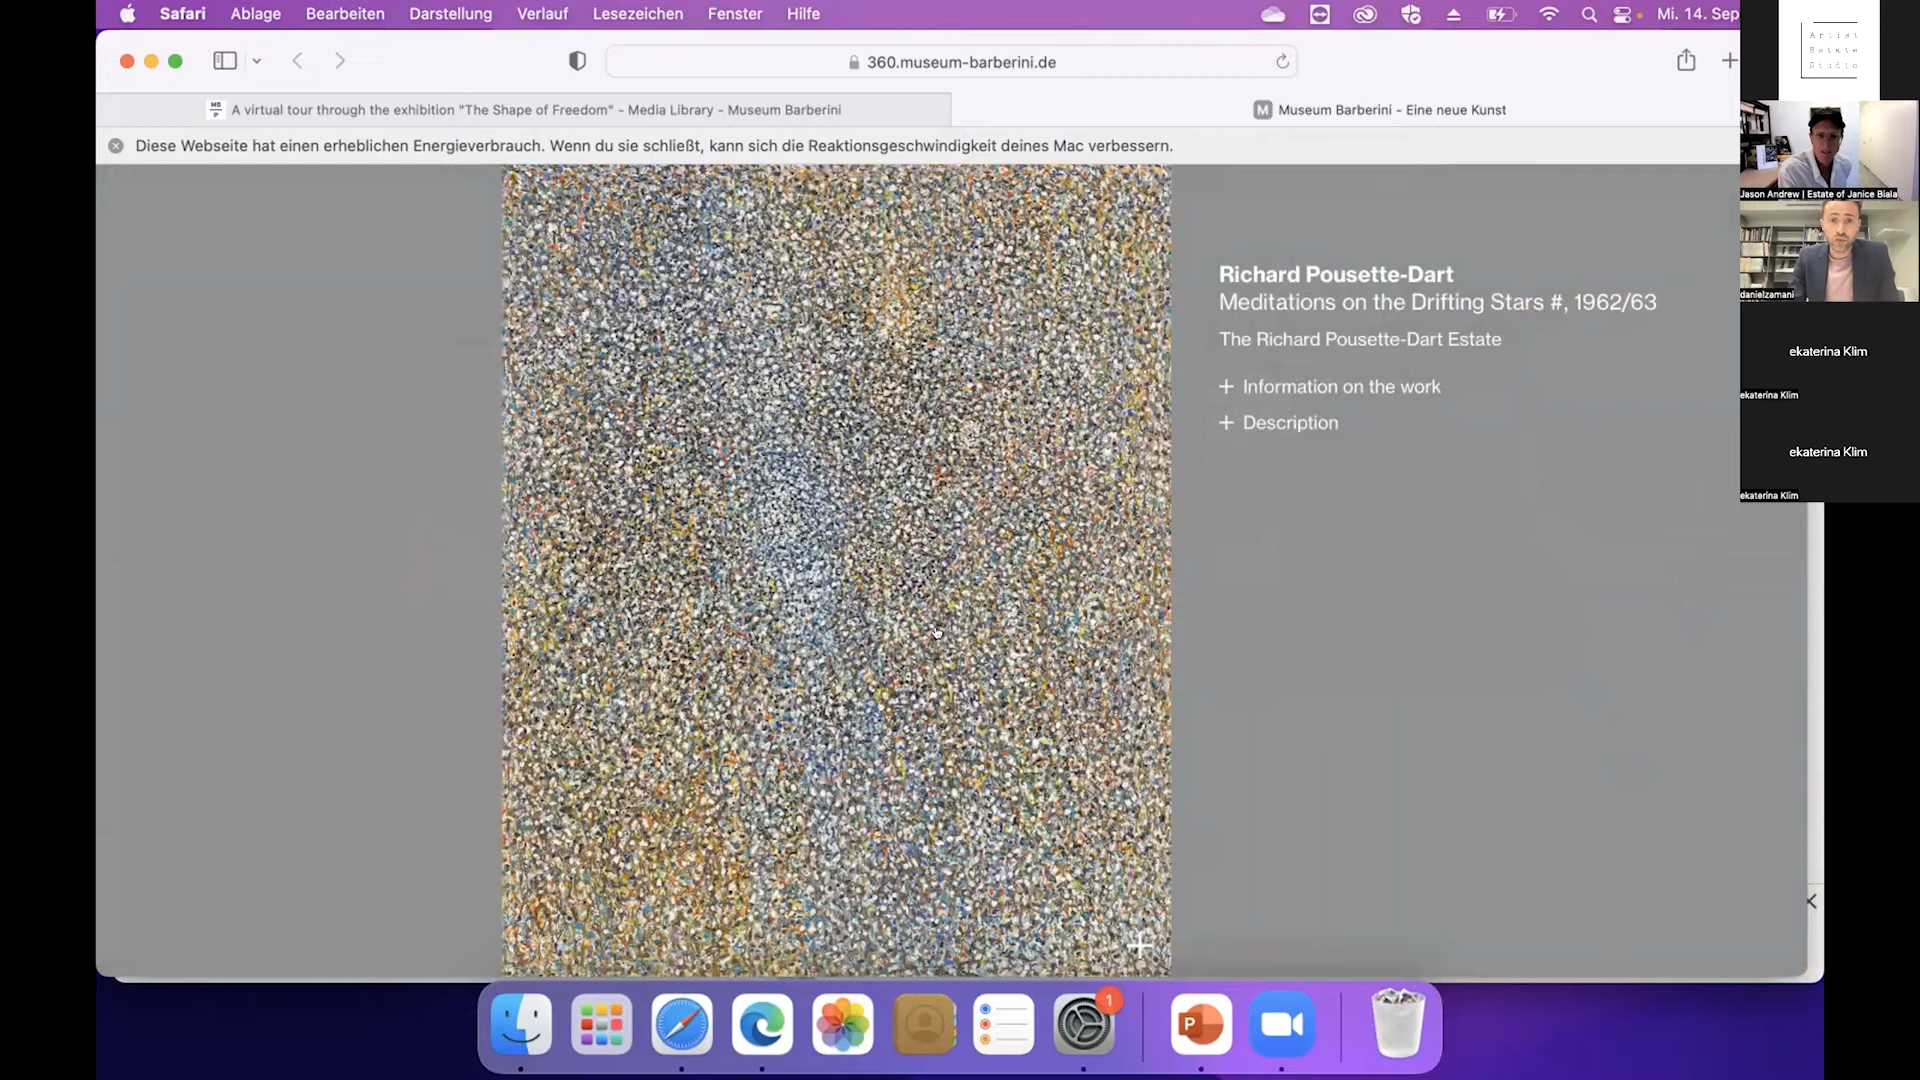 Safari Ablage Bearbeiten Darstellung Verlauf Lesezeichen Fenster Hilfe Mi. 14. Sep
360.museum-barberini.de
A virtual tour through the exhibition "The Shape of Freedom" - Media Library - Museum Barberini
M Museum Barberini - Eine neue Kunst
Diese Webseite hat einen erheblichen Energieverbrauch. Wenn du sie schließt, kann sich die Reaktionsgeschwindigkeit deines Mac verbessern.
Richard Pousette-Dart
Meditations on the Drifting Stars #, 1962/63
The Richard Pousette-Dart Estate
+ Information on the work
+ Description
Artist
Estate
Studio
Jason Andrew | Estate of Janice Biala
danielzamani
ekaterina Klim
ekaterina Klim
ekaterina Klim
ekaterina Klim
1
P